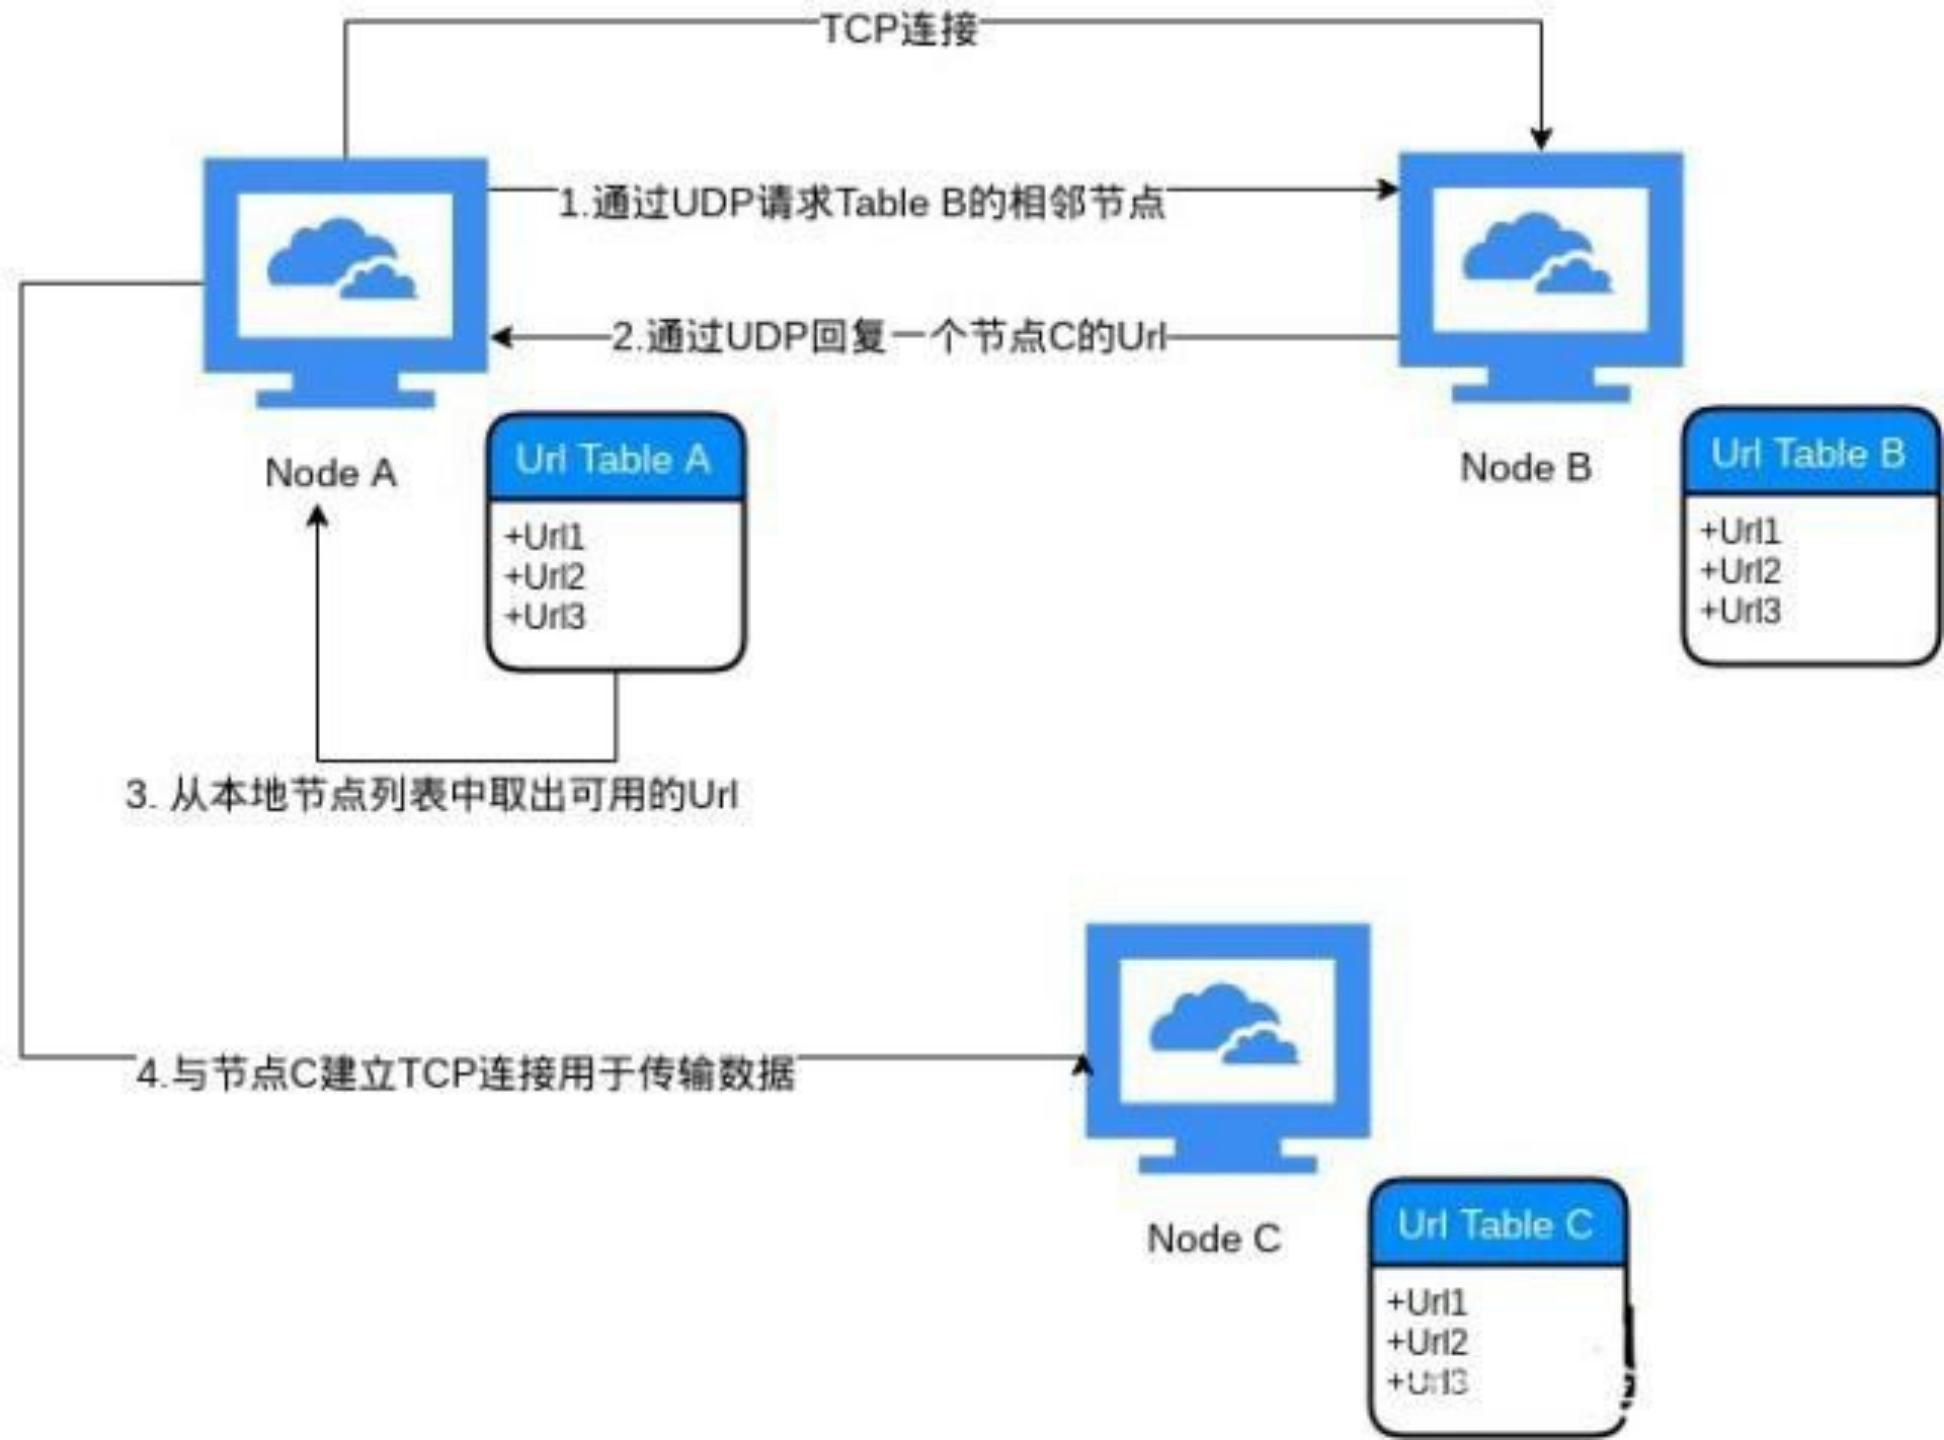 TCP连接
1.通过UDP请求Table B的相邻节点
2.通过UDP回复一个节点C的Url
Node A
Url Table A
+Url1
+Url2
+Url3
Node B
Url Table B
+Url1
+Url2
+Url3
3. 从本地节点列表中取出可用的Url
4.与节点C建立TCP连接用于传输数据
Node C
Url Table C
+Url1
+Url2
+Url3